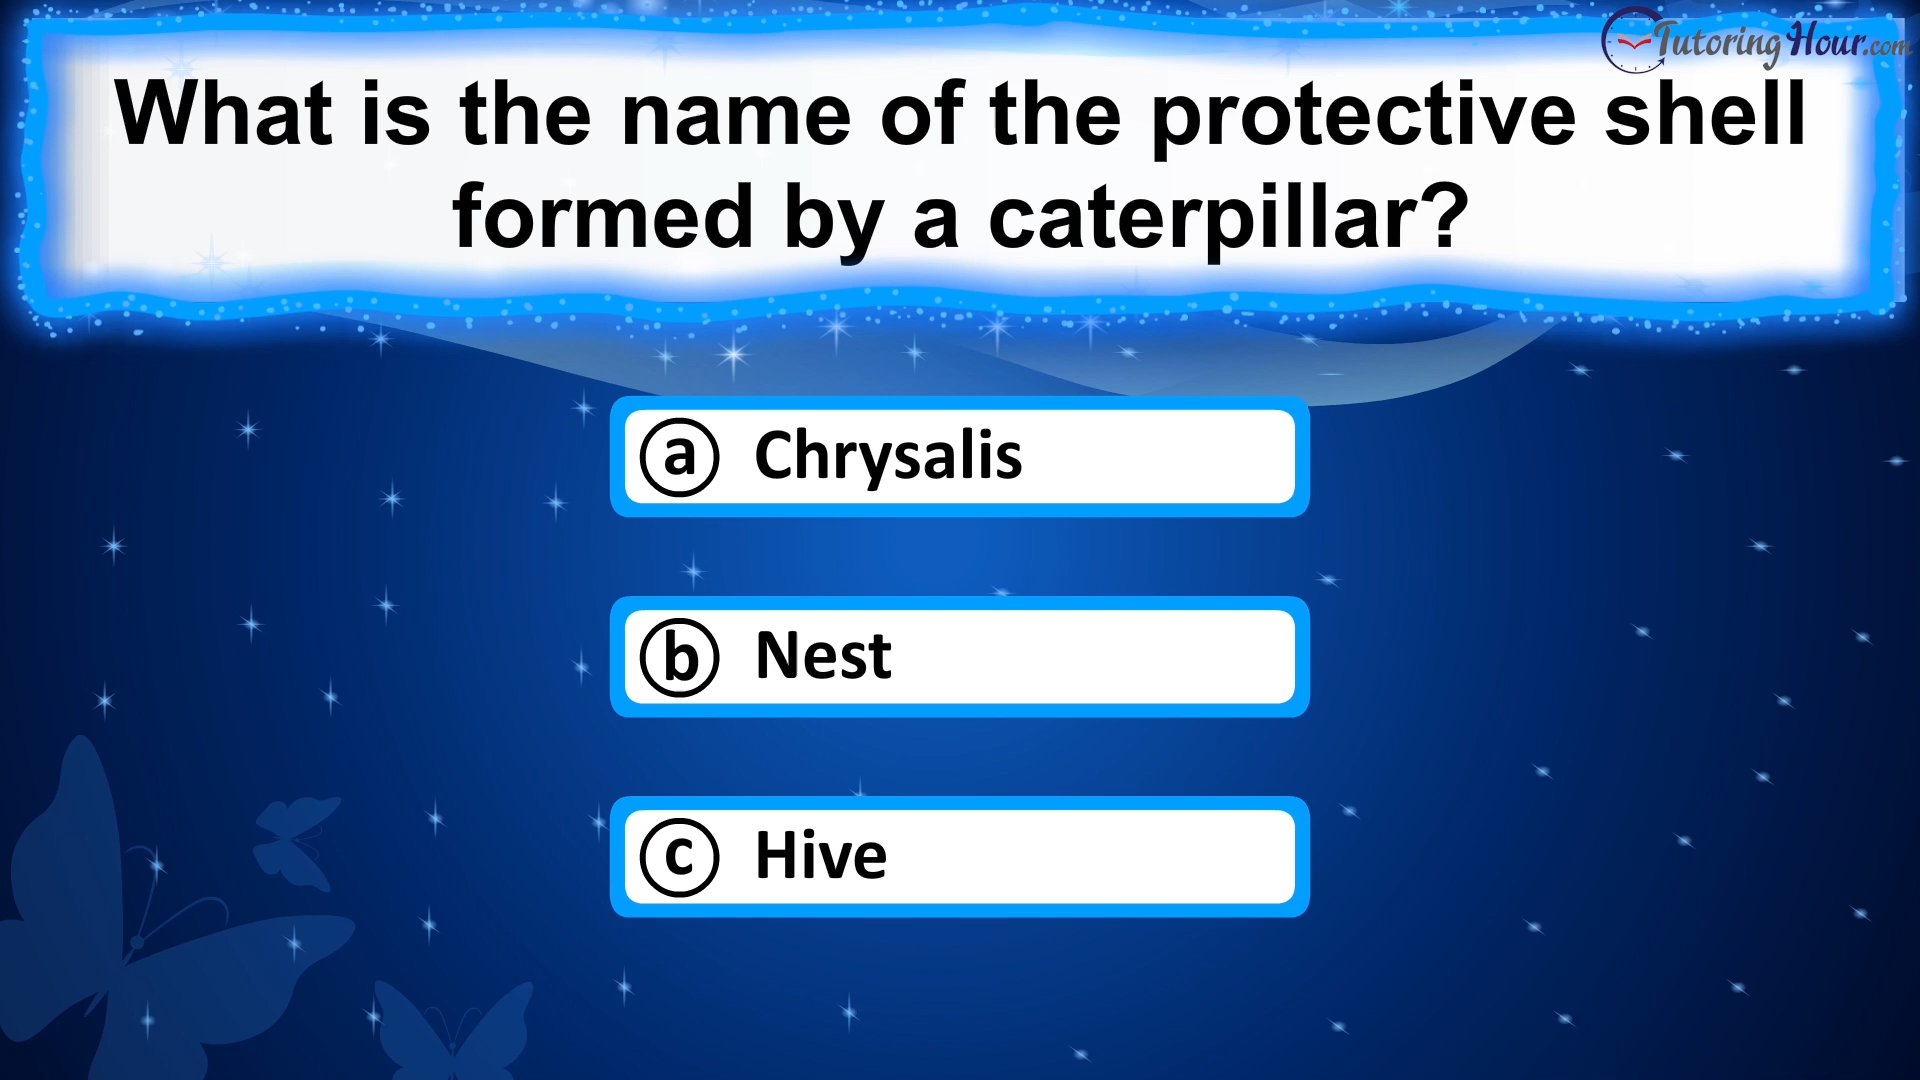 TutoringHour.com
What is the name of the protective shell
formed by a caterpillar?
a Chrysalis
b Nest
c Hive